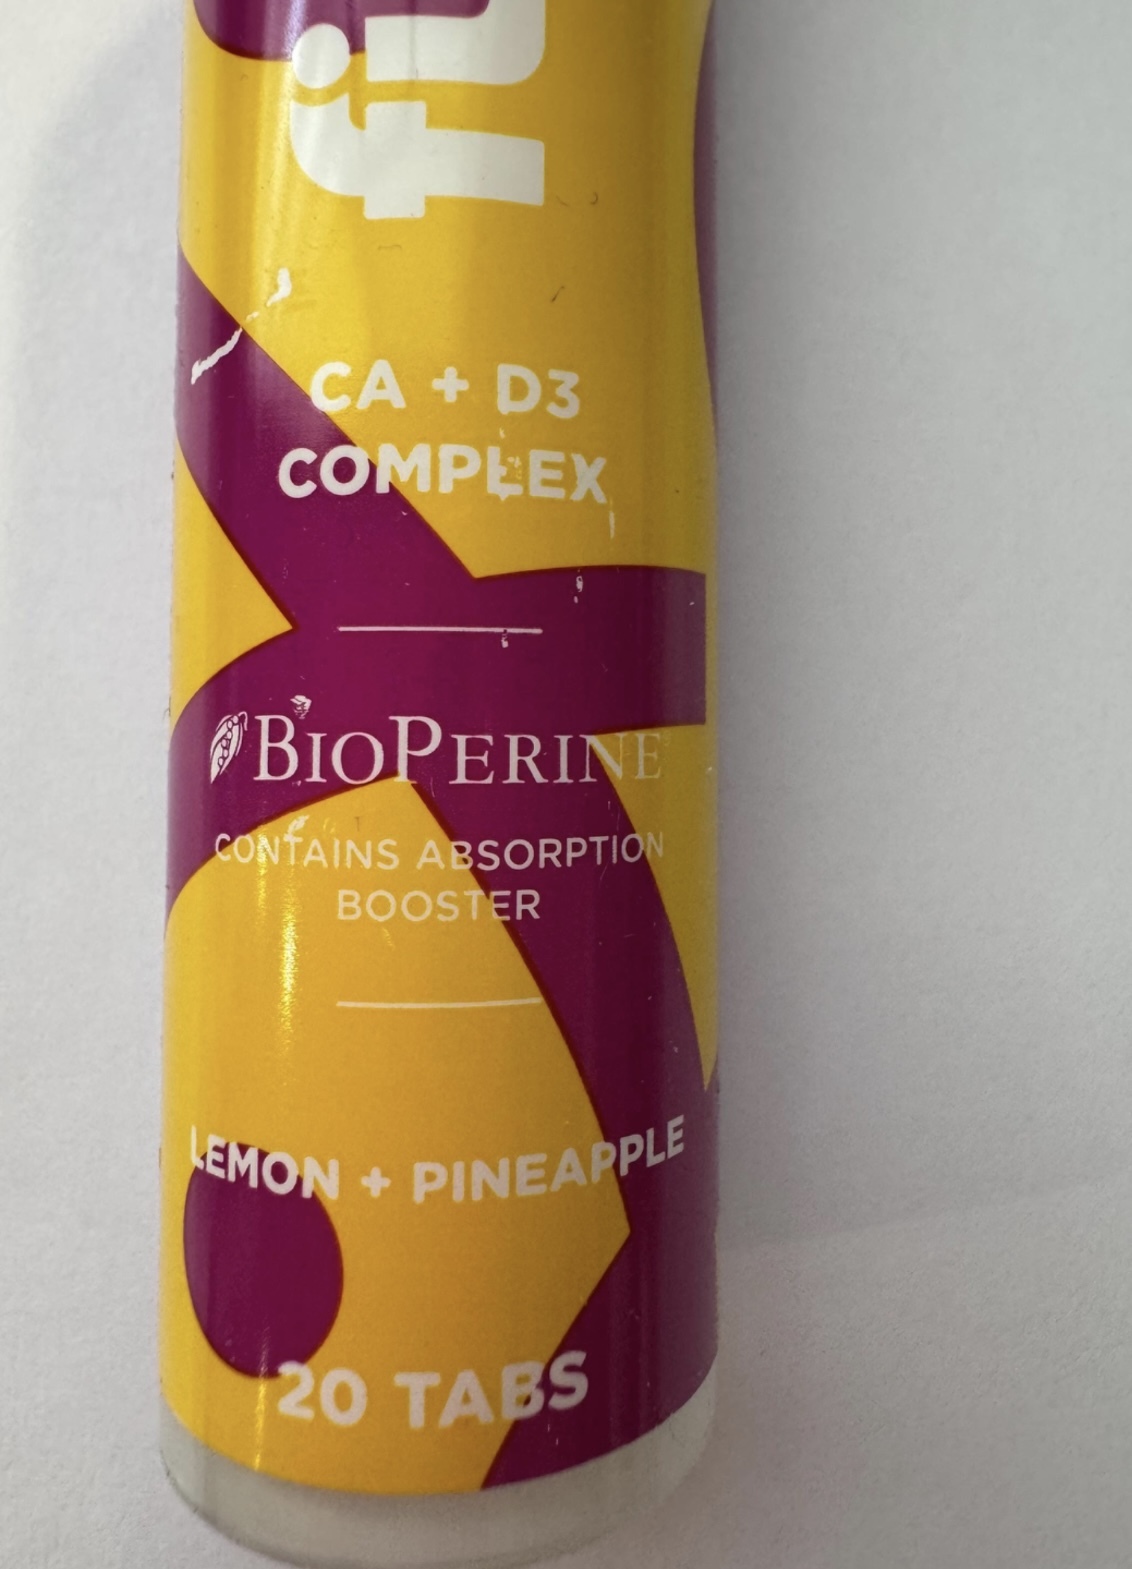 CA + D3
COMPLEX
BIOPERINE
CONTAINS ABSORPTION
BOOSTER
LEMON + PINEAPPLE
20 TABS